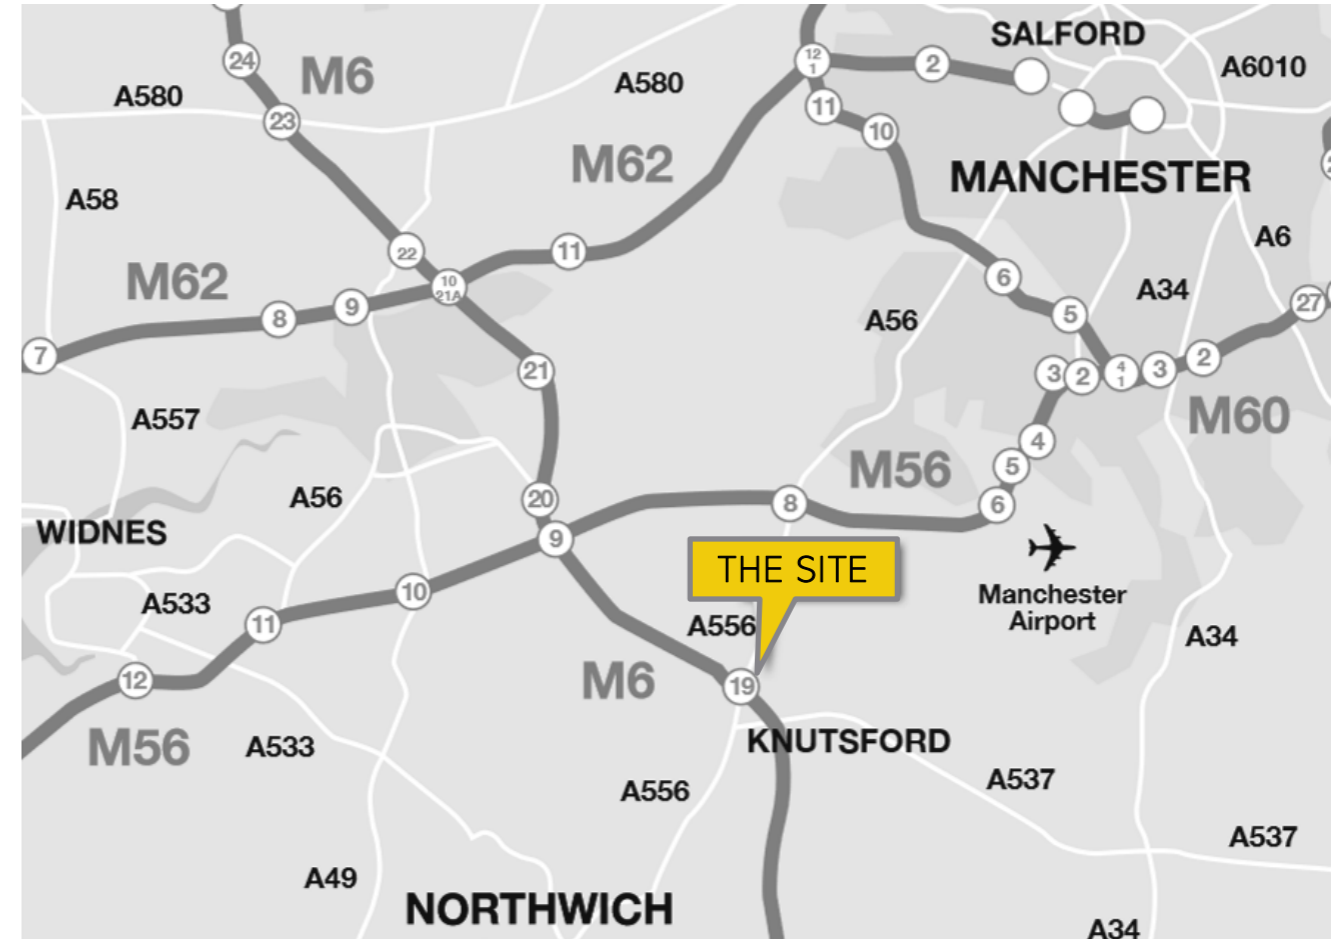 SALFORD
24
M6
12
1
2
A6010
A580
A580
11
23
10
M62
MANCHESTER
A58
A6
22
11
6
M62
10
21A
A34
9
8
27
5
A56
7
21
3
2
4
1
3
2
A557
M60
4
M56
5
A56
20
8
6
WIDNES
9
THE SITE
10
Manchester
Airport
A533
11
A556
A34
M6
12
19
KNUTSFORD
M56
A533
A556
A537
A537
A49
NORTHWICH
A34